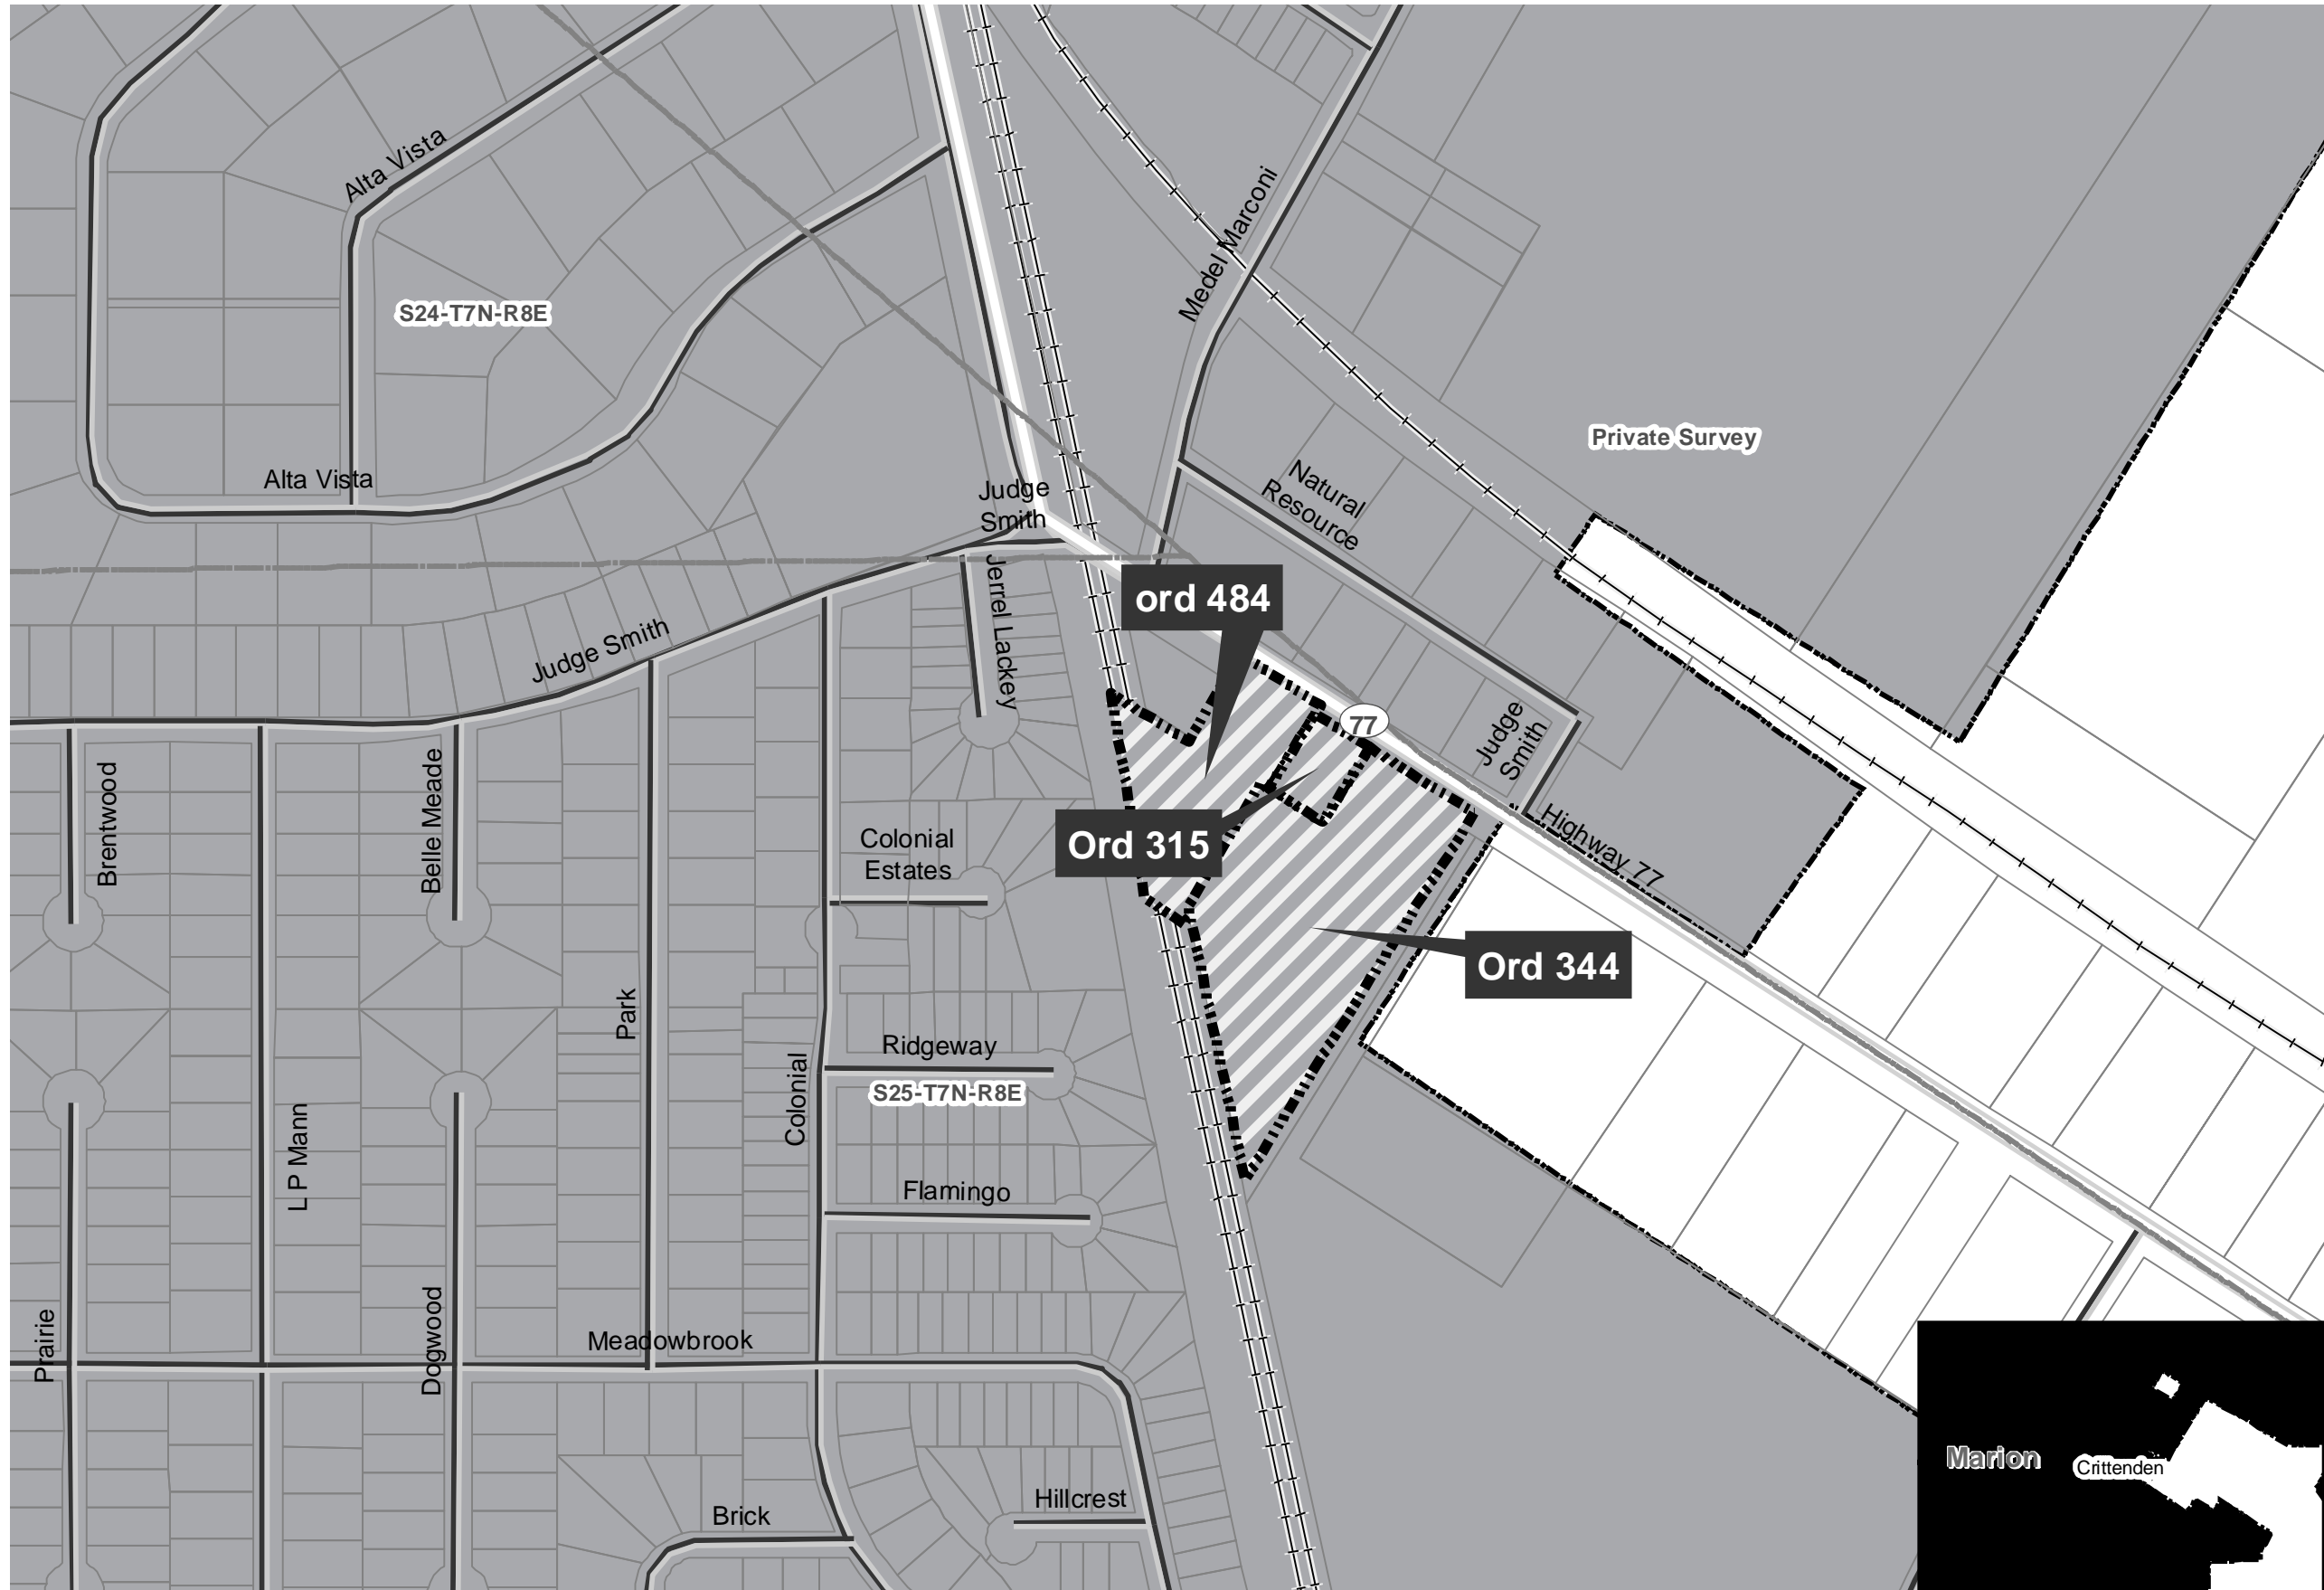 Alta Vista
Medel Marconi
S24-T7N-R8E
Private Survey
Alta Vista
Judge
Smith
Natural
Resource
Jerrel Lackey
ord 484
Judge Smith
77
Judge
Smith
Brentwood
Belle Meade
Colonial
Estates
Ord 315
Highway 77
Ord 344
Park
Ridgeway
S25-T7N-R8E
Colonial
L P Mann
Flamingo
Prairie
Dogwood
Meadowbrook
Marion
Crittenden
Hillcrest
Brick